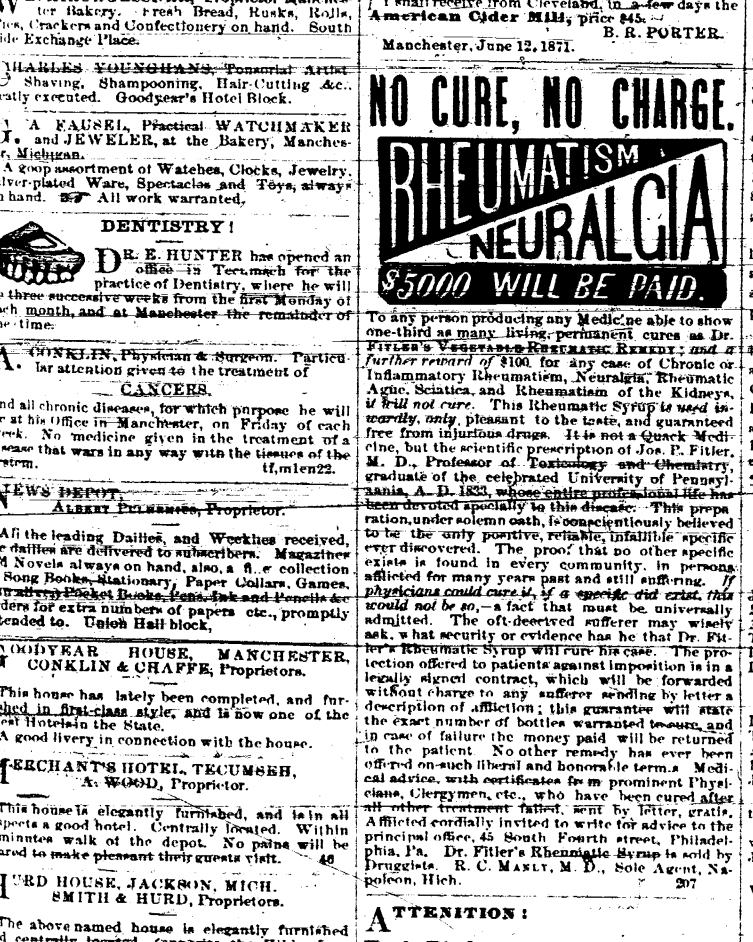 ter Bakery. Fresh Bread, Rusks, Rolls,
Crackers and Confectionery on hand. South
Exchange Place.
CHARLES YOUNGHANS, Tonsorial Artist
Shaving, Shampooning, Hair-Cutting &c.,
executed. Goodyear's Hotel Block.
A FAUSEL, Practical WATCHMAKER
and JEWELER, at the Bakery, Manches-
r, Michigan.
A goop assortment of Watches, Clocks, Jewelry,
lver-plated Ware, Spectacles and Toys, always
hand. All work warranted.
DENTISTRY!
DR. E. HUNTER has opened an
office in Tecumseh for the
practice of Dentistry, where he will
three successive weeks from the first Monday of
ch month, and at Manchester the remainder of
time.
A. CONKLIN, Physician & Surgeon. Particu-
lar attention given to the treatment of
CANCERS,
nd all chronic diseases, for which purpose he will
at his Office in Manchester, on Friday of each
eek. No medicine given in the treatment of a
sease that wars in any way with the tissues of the
stem. tf,m1en22.
NEWS DEPOT,
ALBERT Proprietor.
All the leading Dailies, and Weeklies received,
dailies are delivered to subscribers. Magazines
Novels always on hand, also, a collection
Song Books, Stationary, Paper Collars, Games,
Pocket Books, Pens, Ink and Pencils &c
ders for extra numbers of papers etc., promptly
tended to. Union Hall block,
GOODYEAR HOUSE, MANCHESTER,
CONKLIN & CHAFFE, Proprietors.
This house has lately been completed, and fur-
shed in first-class style, and is now one of the
est Hotels in the State.
A good livery in connection with the house.
MERCHANT'S HOTEL, TECUMSEH,
A. WOOD, Proprietor.
This house is elegantly furnished, and is in all
spects a good hotel. Centrally located. Within
minutes walk of the depot. No pains will be
ared to make pleasant their guests visit. 46
HURD HOUSE, JACKSON, MICH.
SMITH & HURD, Proprietors.
The above named house is elegantly furnished
I shall receive from Cleveland, in a few days the
American Cider Mill, price $45.
B. R. PORTER.
Manchester, June 12, 1871.
NO CURE, NO CHARGE.
RHEUMATISM
NEURALGIA
$5000 WILL BE PAID.
To any person producing any Medicine able to show
one-third as many living, permanent cures as Dr.
FITLER'S VEGETABLE RHEUMATIC REMEDY; and a
further reward of $100 for any case of Chronic or
Inflammatory Rheumatism, Neuralgia, Rheumatic
Ague, Sciatica, and Rheumatism of the Kidneys,
it will not cure. This Rheumatic Syrup is used in-
wardly, only, pleasant to the taste, and guaranteed
free from injurious drugs. It is not a Quack Medi-
cine, but the scientific prescription of Jos. P. Fitler,
M. D., Professor of Toxicology and Chemistry,
graduate of the celebrated University of Pennsyl-
vania, A. D. 1833, whose entire professional life has
been devoted specially to this disease. This prepa
ration, under solemn oath, is conscientiously believed
to be the only positive, reliable, infallible specific
ever discovered. The proof that no other specific
exists is found in every community, in persons
afflicted for many years past and still suffering. If
physicians could cure it, if a specific did exist, this
would not be so,—a fact that must be universally
admitted. The oft-deceived sufferer may wisely
ask, what security or evidence has he that Dr. Fit-
ler's Rheumatic Syrup will cure his case. The pro-
tection offered to patients against imposition is in a
legally signed contract, which will be forwarded
without charge to any sufferer sending by letter a
description of affliction; this guarantee will state
the exact number of bottles warranted to cure, and
in case of failure the money paid will be returned
to the patient No other remedy has ever been
offered on such liberal and honorable term.s Medi-
cal advice, with certificates from prominent Physi-
cians, Clergymen, etc., who have been cured after
all other treatment failed, sent by letter, gratis.
Afflicted cordially invited to write for advice to the
principal office, 45 South Fourth street, Philadel-
phia, Pa. Dr. Fitler's Rheumatic Syrup is sold by
Druggists. R. C. MANLY, M. D., Sole Agent, Na-
poleon, Mich. 207
ATTENITION!